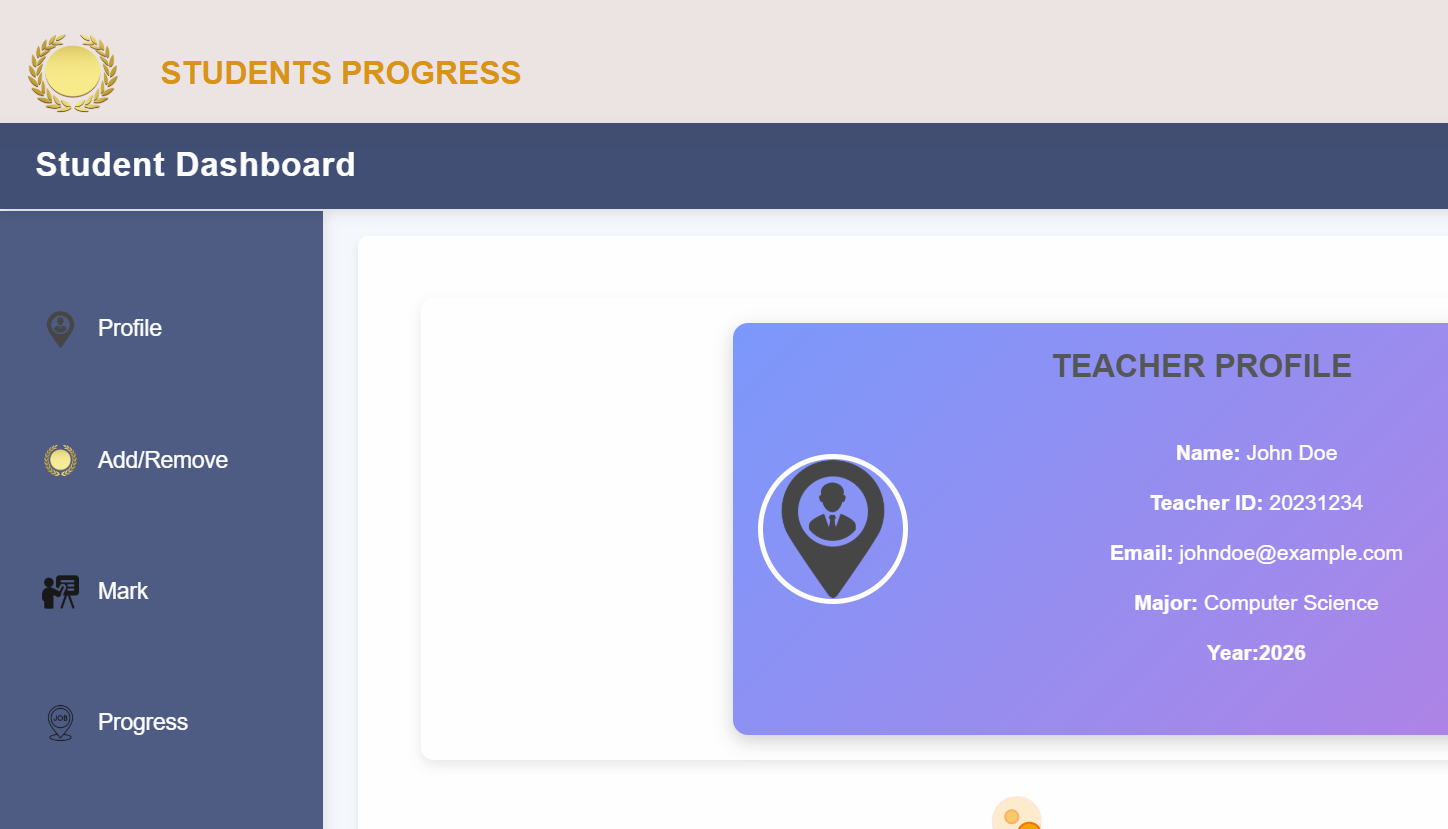 STUDENTS PROGRESS
Student Dashboard
Profile
Add/Remove
Mark
JOB
Progress
TEACHER PROFILE
Name: John Doe
Teacher ID: 20231234
Email: johndoe@example.com
Major: Computer Science
Year:2026